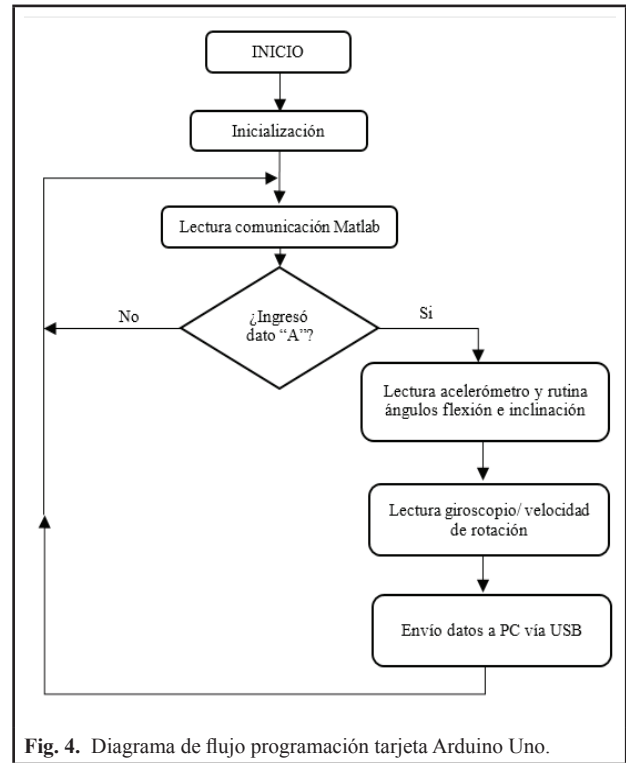 INICIO
Inicialización
Lectura comunicación Matlab
¿Ingresó
dato “A”?
No
Si
Lectura acelerómetro y rutina
ángulos flexión e inclinación
Lectura giroscopio/ velocidad
de rotación
Envío datos a PC vía USB
Fig. 4. Diagrama de flujo programación tarjeta Arduino Uno.